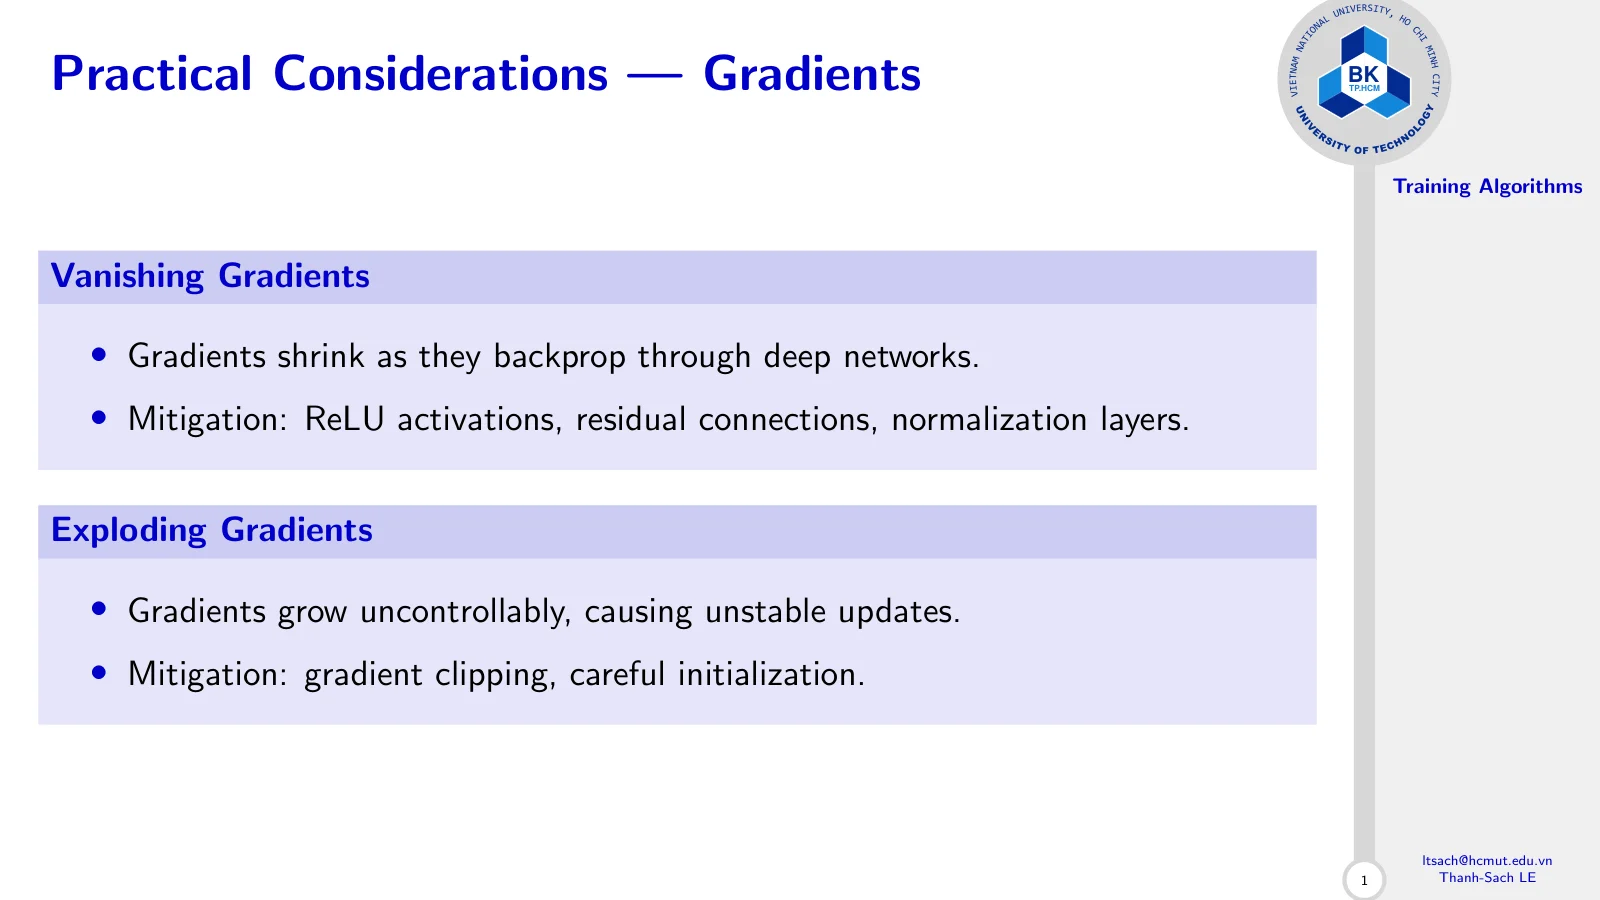 Practical Considerations — Gradients
VIETNAM NATIONAL UNIVERSITY, HO CHI MINH CITY
BK
TP.HCM
UNIVERSITY OF TECHNOLOGY
Training Algorithms
Vanishing Gradients
• Gradients shrink as they backprop through deep networks.
• Mitigation: ReLU activations, residual connections, normalization layers.
Exploding Gradients
• Gradients grow uncontrollably, causing unstable updates.
• Mitigation: gradient clipping, careful initialization.
ltsach@hcmut.edu.vn
Thanh-Sach LE
1